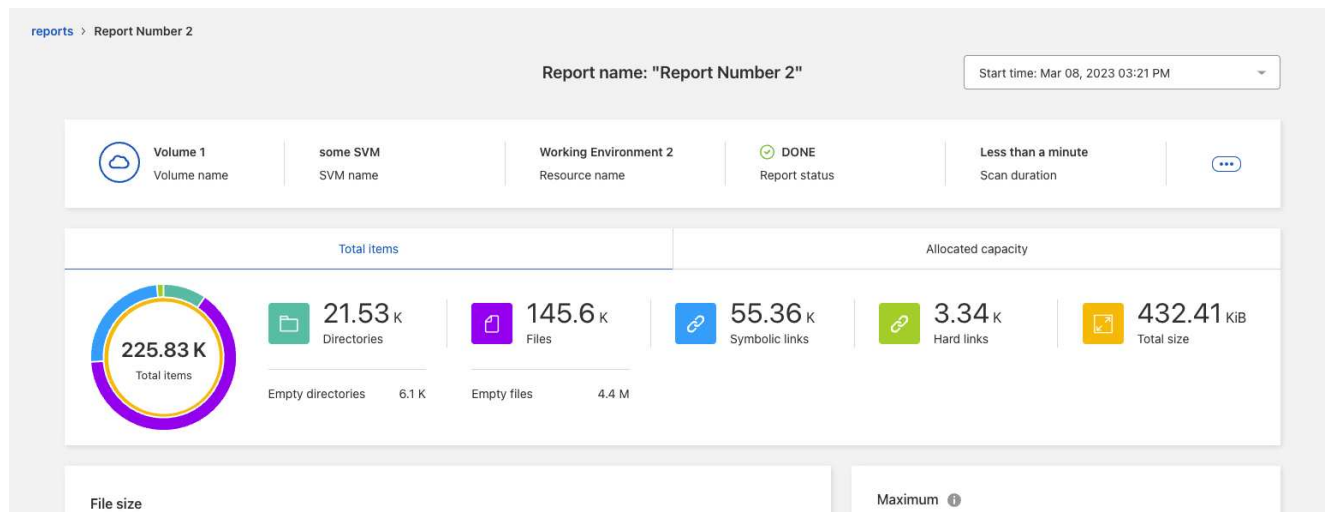 reports > Report Number 2
Report name: "Report Number 2"
Start time: Mar 08, 2023 03:21 PM
Volume 1
Volume name
some SVM
SVM name
Working Environment 2
Resource name
DONE
Report status
Less than a minute
Scan duration
Total items
Allocated capacity
225.83 K
Total items
21.53 K
Directories
Empty directories 6.1 K
145.6 K
Files
Empty files 4.4 M
55.36 K
Symbolic links
3.34 K
Hard links
432.41 KiB
Total size
File size
Maximum